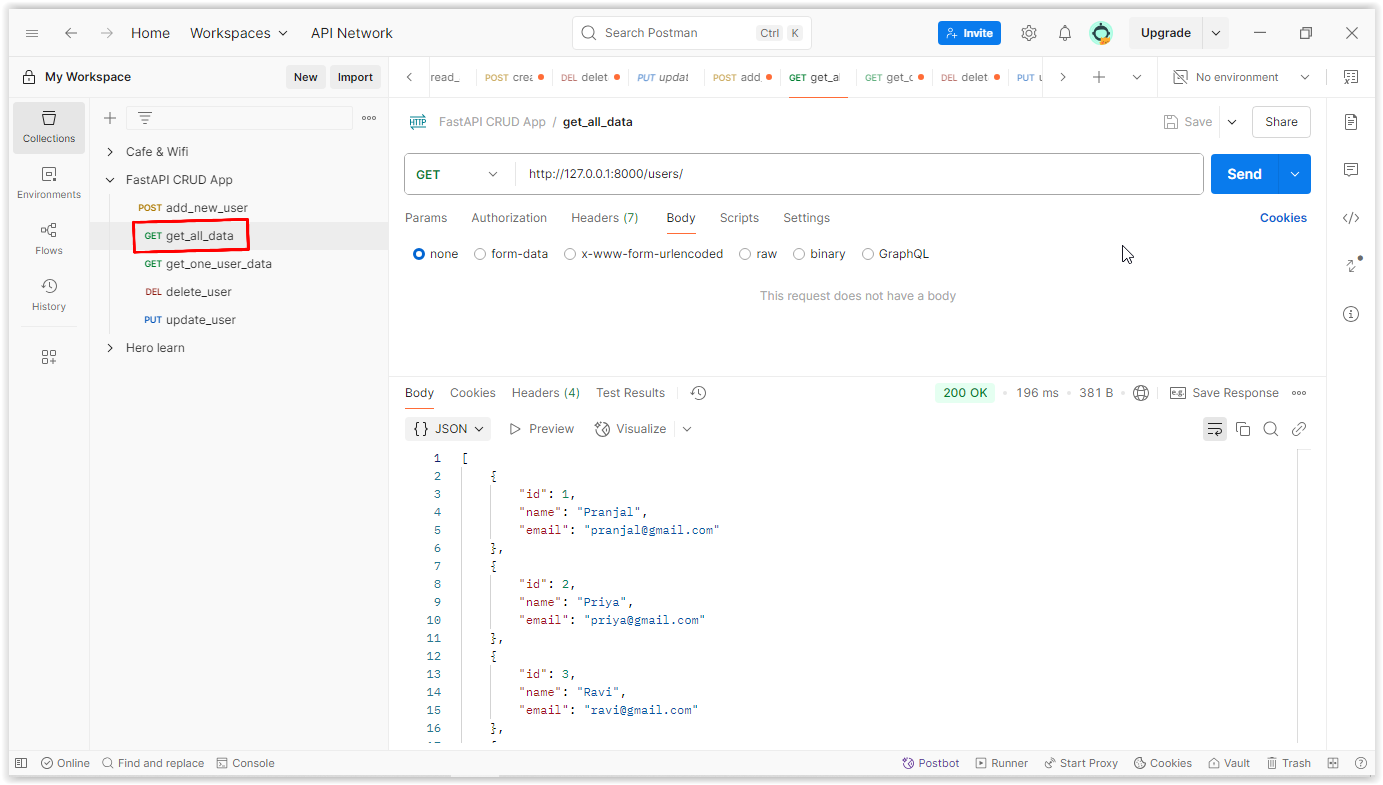 Home Workspaces API Network Search Postman Ctrl K Invite Upgrade
My Workspace New Import read_ POST crea DEL delet PUT updat POST add GET get_al GET get_c DEL delet PUT u No environment
Collections
Environments
Flows
History
Cafe & Wifi
FastAPI CRUD App
POST add_new_user
GET get_all_data
GET get_one_user_data
DEL delete_user
PUT update_user
Hero learn
HTTP FastAPI CRUD App / get_all_data Save Share
GET http://127.0.0.1:8000/users/ Send
Params Authorization Headers (7) Body Scripts Settings Cookies
none form-data x-www-form-urlencoded raw binary GraphQL
This request does not have a body
Body Cookies Headers (4) Test Results 200 OK 196 ms 381 B e.g. Save Response
{} JSON Preview Visualize
1 [
2 {
3 "id": 1,
4 "name": "Pranjal",
5 "email": "pranjal@gmail.com"
6 },
7 {
8 "id": 2,
9 "name": "Priya",
10 "email": "priya@gmail.com"
11 },
12 {
13 "id": 3,
14 "name": "Ravi",
15 "email": "ravi@gmail.com"
16 },
Online Find and replace Console Postbot Runner Start Proxy Cookies Vault Trash